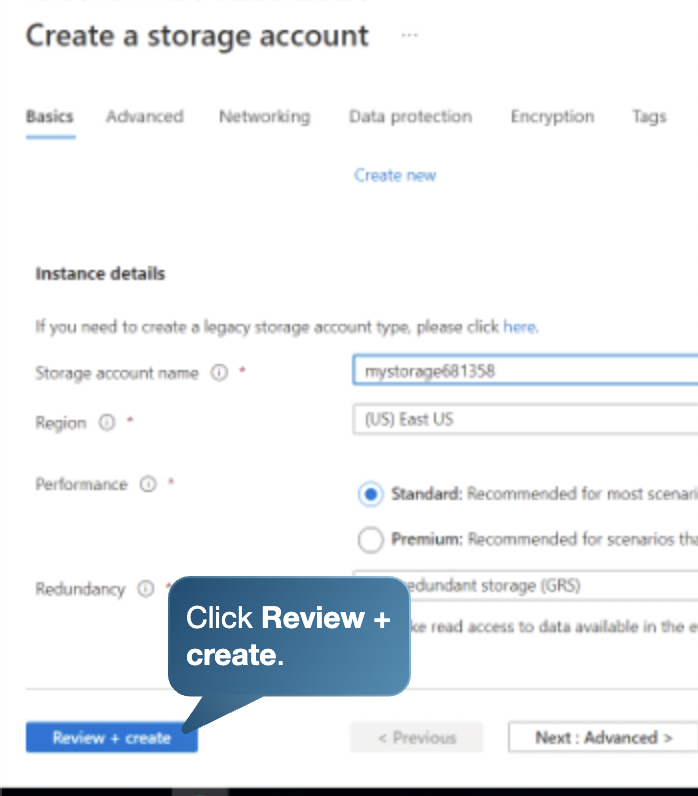 Create a storage account ...
Basics Advanced Networking Data protection Encryption Tags
Create new
Instance details
If you need to create a legacy storage account type, please click here.
Storage account name * mystorage681358
Region * (US) East US
Performance * Standard: Recommended for most scenari
Premium: Recommended for scenarios tha
Redundancy * edundant storage (GRS)
ke read access to data available in the e
Click Review +
create.
Review + create < Previous Next : Advanced >